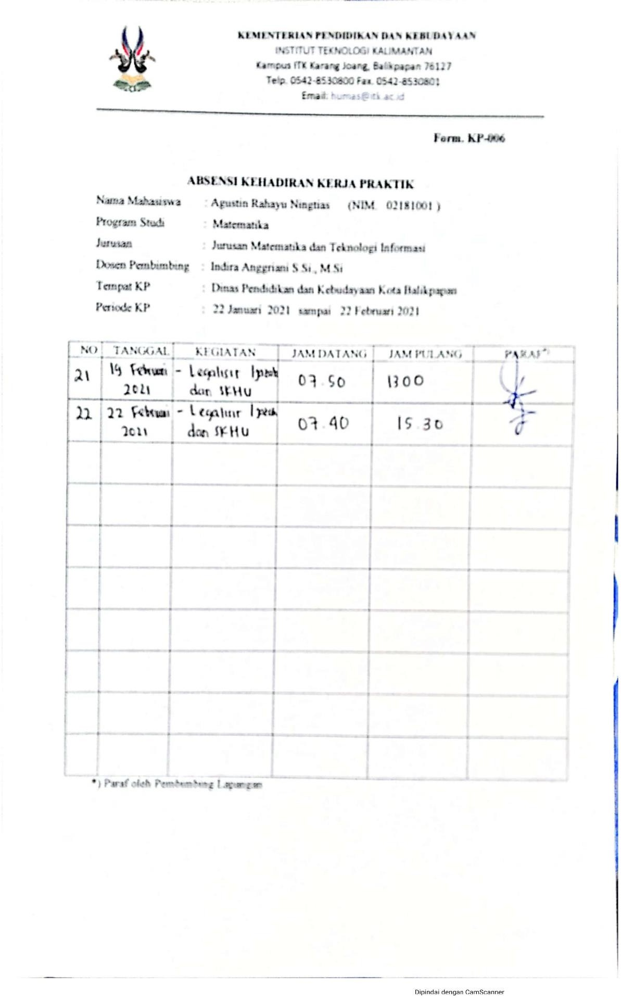 KEMENTERIAN PENDIDIKAN DAN KEBUDAYAAN
INSTITUT TEKNOLOGI KALIMANTAN
Kampus ITK Karang Joang, Balikpapan 76127
Telp. 0542-8530800 Fax. 0542-8530801
Email: humas@itk.ac.id
Form. KP-006
ABSENSI KEHADIRAN KERJA PRAKTIK
Nama Mahasiswa : Agustin Rahayu Ningtias (NIM. 02181001 )
Program Studi : Matematika
Jurusan : Jurusan Matematika dan Teknologi Informasi
Dosen Pembimbing : Indira Anggriani S.Si., M.Si
Tempat KP : Dinas Pendidikan dan Kebudayaan Kota Balikpapan
Periode KP : 22 Januari 2021 sampai 22 Februari 2021
NO TANGGAL KEGIATAN JAM DATANG JAM PULANG PARAF*)
21 19 Februari - Legalisir Ijazah 07.50 13 00
2021 dan SKHU
22 22 Februari - Legalisir Ijazah 07.40 15.30
2021 dan SKHU
*) Paraf oleh Pembimbing Lapangan
Dipindai dengan CamScanner